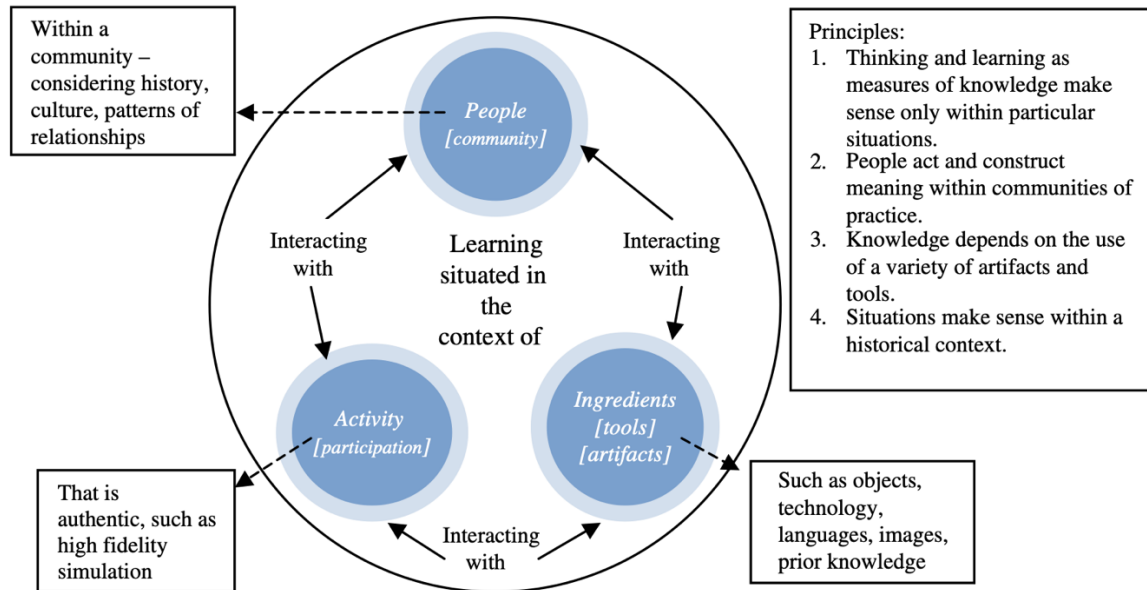 Within a
community –
considering history,
culture, patterns of
relationships
People
[community]
Principles:
1. Thinking and learning as
measures of knowledge make
sense only within particular
situations.
2. People act and construct
meaning within communities of
practice.
3. Knowledge depends on the use
of a variety of artifacts and
tools.
4. Situations make sense within a
historical context.
Interacting
with
Learning
situated in
the
context of
Interacting
with
Activity
[participation]
Ingredients
[tools]
[artifacts]
That is
authentic, such as
high fidelity
simulation
Interacting
with
Such as objects,
technology,
languages, images,
prior knowledge